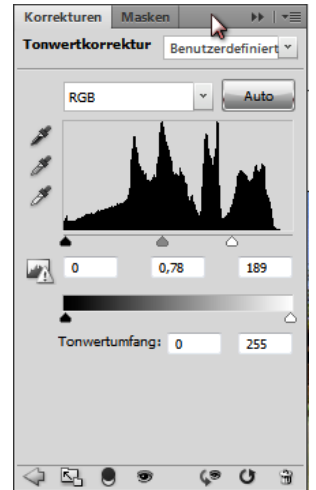 Korrekturen Masken
Tonwertkorrektur Benutzerdefiniert
RGB Auto
0 0,78 189
Tonwertumfang: 0 255